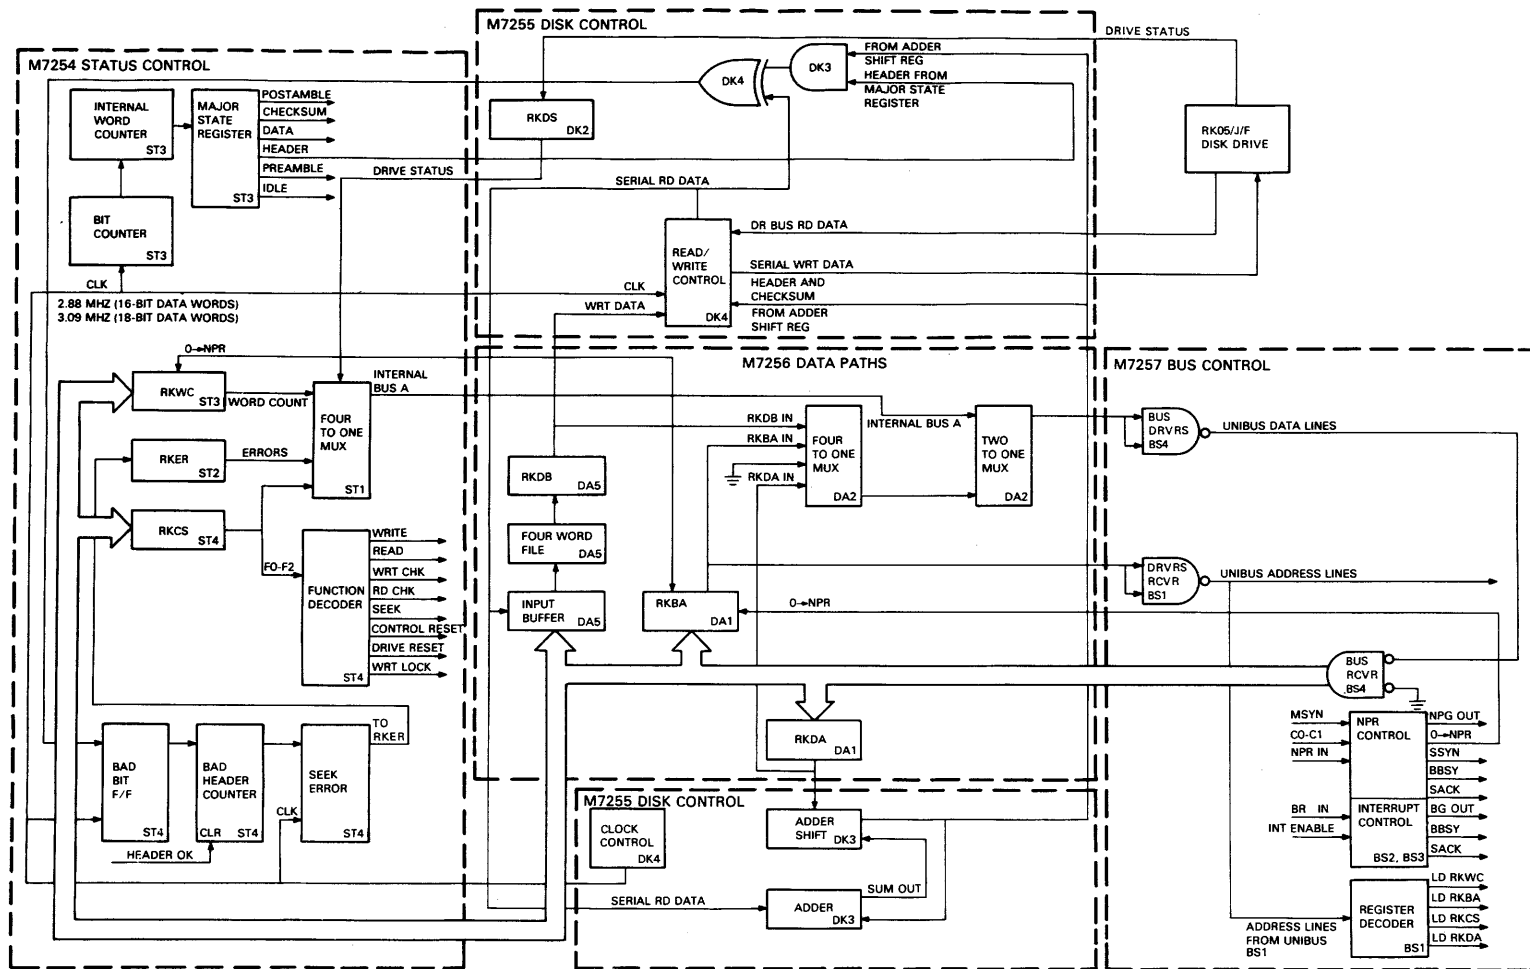 M7254 STATUS CONTROL
INTERNAL
WORD
COUNTER
ST3
MAJOR
STATE
REGISTER
ST3
POSTAMBLE
CHECKSUM
DATA
HEADER
PREAMBLE
IDLE
BIT
COUNTER
ST3
CLK
2.88 MHZ (16-BIT DATA WORDS)
3.09 MHZ (18-BIT DATA WORDS)
0→NPR
RKWC
ST3
WORD COUNT
RKER
ST2
ERRORS
RKCS
ST4
FOUR
TO ONE
MUX
ST1
INTERNAL
BUS A
F0-F2
FUNCTION
DECODER
ST4
WRITE
READ
WRT CHK
RD CHK
SEEK
CONTROL RESET
DRIVE RESET
WRT LOCK
BAD
BIT
F/F
ST4
BAD
HEADER
COUNTER
CLR
ST4
HEADER OK
SEEK
ERROR
ST4
CLK
TO
RKER
M7255 DISK CONTROL
RKDS
DK2
DRIVE STATUS
DK4
DK3
FROM ADDER
SHIFT REG
HEADER FROM
MAJOR STATE
REGISTER
DRIVE STATUS
RK05/J/F
DISK DRIVE
SERIAL RD DATA
READ/
WRITE
CONTROL
DK4
DR BUS RD DATA
SERIAL WRT DATA
HEADER AND
CHECKSUM
FROM ADDER
SHIFT REG
CLK
WRT DATA
M7256 DATA PATHS
RKDB IN
RKBA IN
RKDA IN
FOUR
TO ONE
MUX
DA2
INTERNAL BUS A
TWO
TO ONE
MUX
DA2
RKDB
DA5
FOUR WORD
FILE
DA5
INPUT
BUFFER
DA5
RKBA
DA1
0→NPR
RKDA
DA1
M7255 DISK CONTROL
CLOCK
CONTROL
DK4
ADDER
SHIFT
DK3
SUM OUT
SERIAL RD DATA
ADDER
DK3
M7257 BUS CONTROL
BUS
DRVRS
BS4
UNIBUS DATA LINES
DRVRS
RCVR
BS1
UNIBUS ADDRESS LINES
BUS
RCVR
BS4
MSYN
C0-C1
NPR IN
NPR
CONTROL
NPG OUT
0→NPR
SSYN
BBSY
SACK
BR IN
INT ENABLE
INTERRUPT
CONTROL
BS2, BS3
BG OUT
BBSY
SACK
REGISTER
DECODER
BS1
LD RKWC
LD RKBA
LD RKCS
LD RKDA
ADDRESS LINES
FROM UNIBUS
BS1